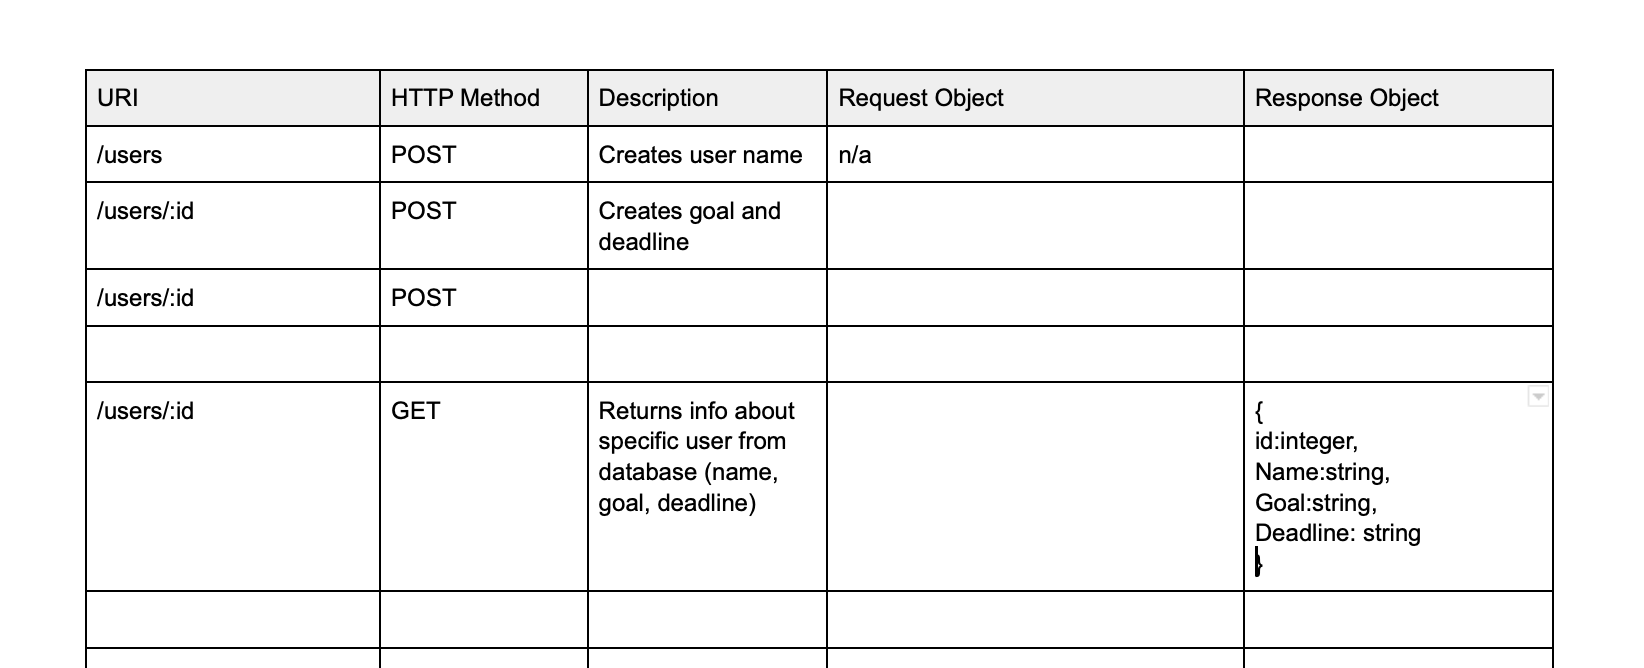 URI HTTP Method Description Request Object Response Object
/users POST Creates user name n/a
/users/:id POST Creates goal and
deadline
/users/:id POST
/users/:id GET Returns info about
specific user from
database (name,
goal, deadline)
{
id:integer,
Name:string,
Goal:string,
Deadline: string
}